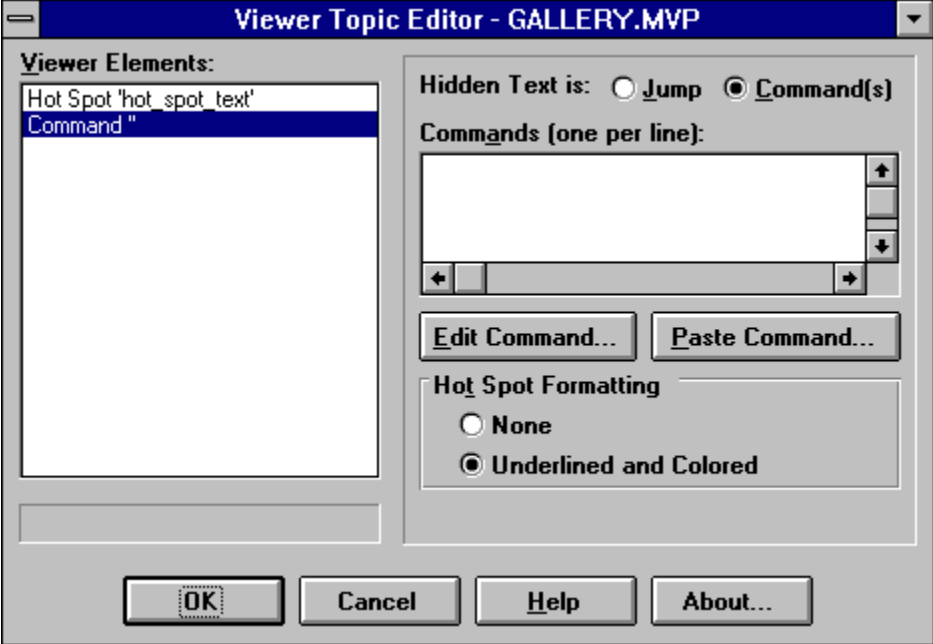 Viewer Topic Editor - GALLERY.MVP
Viewer Elements:
Hot Spot 'hot_spot_text'
Command ''
Hidden Text is: Jump Command(s)
Commands (one per line):
Edit Command... Paste Command...
Hot Spot Formatting
None
Underlined and Colored
OK Cancel Help About...